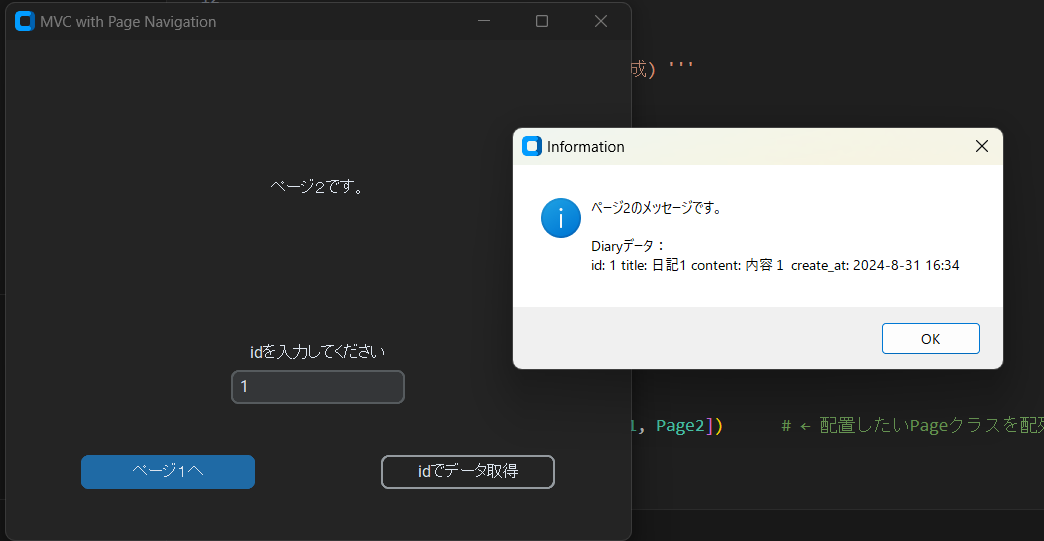 MVC with Page Navigation
成) '''
Information
ページ2です。
ページ2のメッセージです。
Diaryデータ：
id: 1 title: 日記1 content: 内容１ create_at: 2024-8-31 16:34
OK
idを入力してください
1
1, Page2])　　# ← 配置したいPageクラスを配列
ページ1へ
idでデータ取得